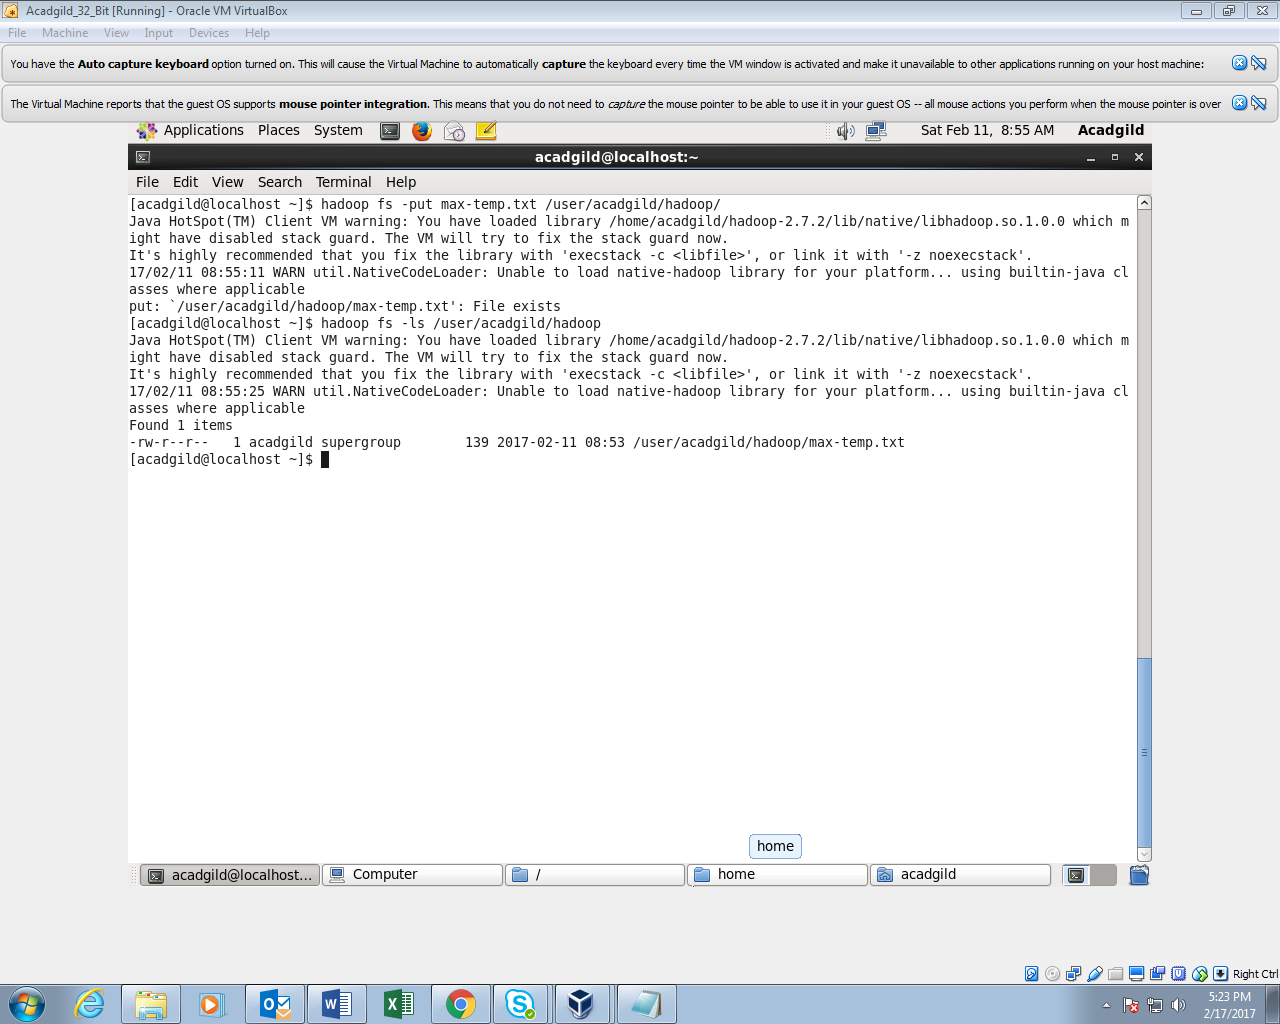 Acadgild_32_Bit [Running] - Oracle VM VirtualBox
File Machine View Input Devices Help
You have the Auto capture keyboard option turned on. This will cause the Virtual Machine to automatically capture the keyboard every time the VM window is activated and make it unavailable to other applications running on your host machine:
The Virtual Machine reports that the guest OS supports mouse pointer integration. This means that you do not need to capture the mouse pointer to be able to use it in your guest OS -- all mouse actions you perform when the mouse pointer is over
Applications Places System Sat Feb 11, 8:55 AM Acadgild
acadgild@localhost:~
File Edit View Search Terminal Help
[acadgild@localhost ~]$ hadoop fs -put max-temp.txt /user/acadgild/hadoop/
Java HotSpot(TM) Client VM warning: You have loaded library /home/acadgild/hadoop-2.7.2/lib/native/libhadoop.so.1.0.0 which m
ight have disabled stack guard. The VM will try to fix the stack guard now.
It's highly recommended that you fix the library with 'execstack -c <libfile>', or link it with '-z noexecstack'.
17/02/11 08:55:11 WARN util.NativeCodeLoader: Unable to load native-hadoop library for your platform... using builtin-java cl
asses where applicable
put: `/user/acadgild/hadoop/max-temp.txt': File exists
[acadgild@localhost ~]$ hadoop fs -ls /user/acadgild/hadoop
Java HotSpot(TM) Client VM warning: You have loaded library /home/acadgild/hadoop-2.7.2/lib/native/libhadoop.so.1.0.0 which m
ight have disabled stack guard. The VM will try to fix the stack guard now.
It's highly recommended that you fix the library with 'execstack -c <libfile>', or link it with '-z noexecstack'.
17/02/11 08:55:25 WARN util.NativeCodeLoader: Unable to load native-hadoop library for your platform... using builtin-java cl
asses where applicable
Found 1 items
-rw-r--r-- 1 acadgild supergroup 139 2017-02-11 08:53 /user/acadgild/hadoop/max-temp.txt
[acadgild@localhost ~]$
home
acadgild@localhost... Computer / home acadgild
Right Ctrl
5:23 PM
2/17/2017